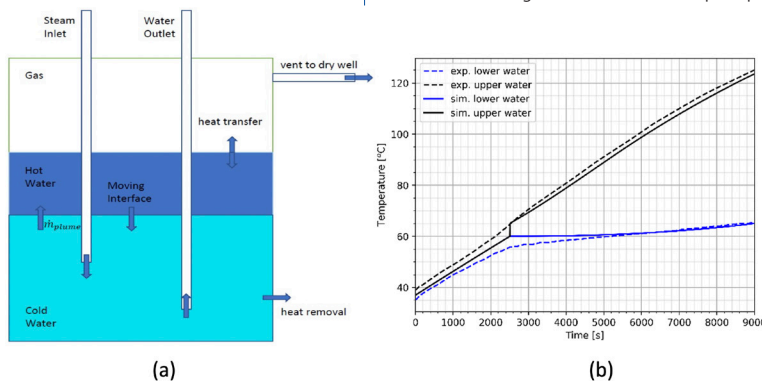 Steam
Inlet
Water
Outlet
Gas
vent to dry well
heat transfer
Hot
Water
Moving
Interface
ṁplume
Cold
Water
heat removal
(a)
exp. lower water
exp. upper water
sim. lower water
sim. upper water
Temperature [°C]
120
100
80
60
40
0 1000 2000 3000 4000 5000 6000 7000 8000 9000
Time [s]
(b)